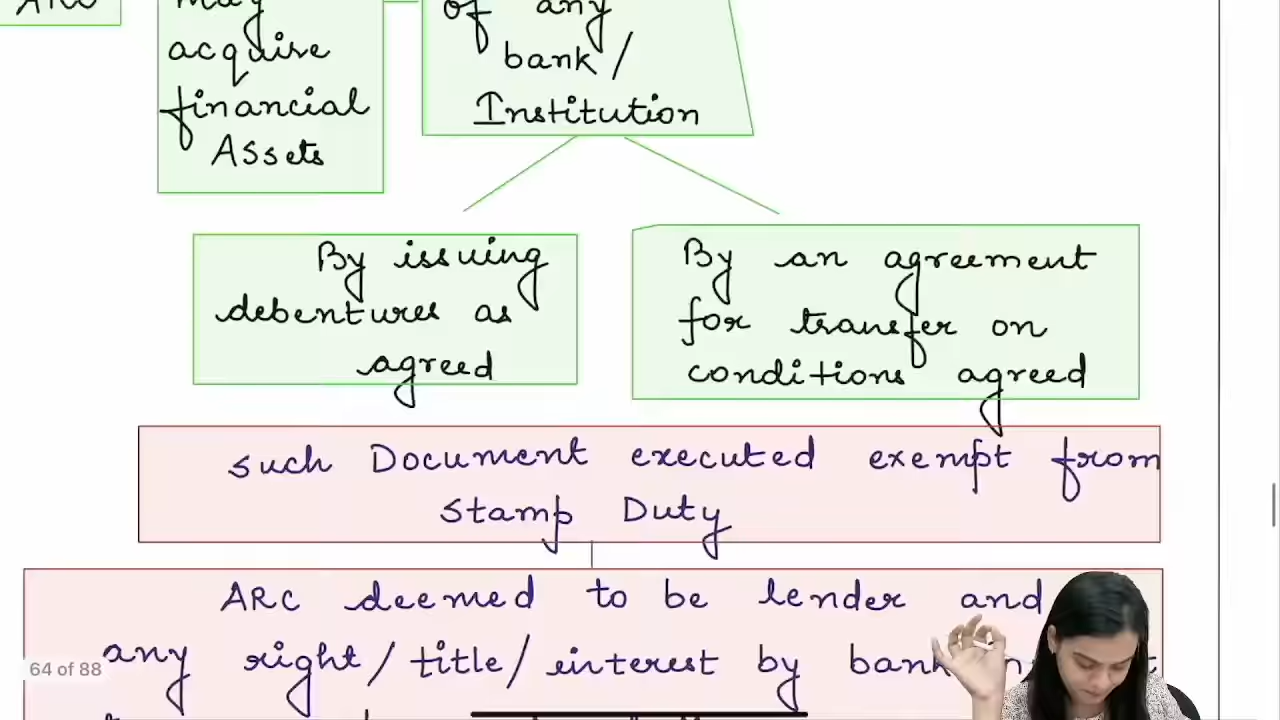 ARC
may
acquire
financial
Assets
of any
bank/
Institution
By issuing
debentures as
agreed
By an agreement
for transfer on
conditions agreed
such Document executed exempt from
Stamp Duty
ARC deemed to be lender and
any right/title/interest by bank
64 of 88